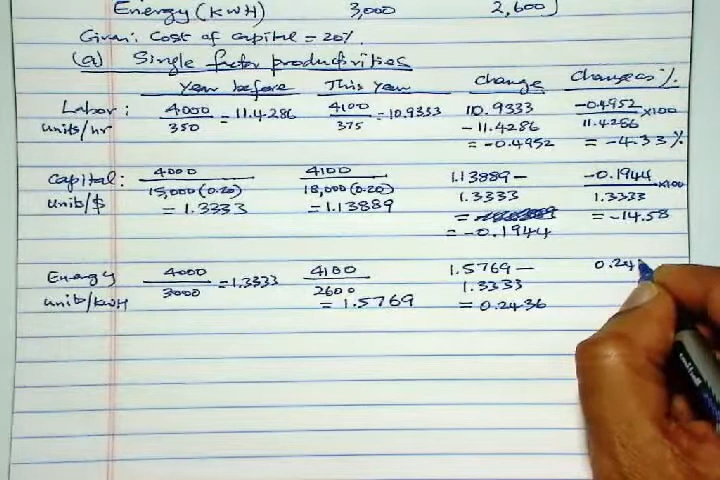 Energy (KWH) 3,000 2,600
Given: Cost of capital = 20%.
(a) Single factor productivities
Year before This year Change Change as %
Labor: 4000/350 = 11.4286 4100/375 = 10.9333 10.9333 -0.4952/11.4286 ×100
units/hr - 11.4286 = -4.33%
= -0.4952
Capital: 4000/15,000(0.20) 4100/18,000(0.20) 1.13889 - -0.1944/1.3333 ×100
units/$ = 1.3333 = 1.13889 1.3333 = -14.58
= -0.1944
Energy 4000/3000 = 1.3333 4100/2600 1.5769 - 0.24
units/KWH = 1.5769 1.3333
= 0.2436